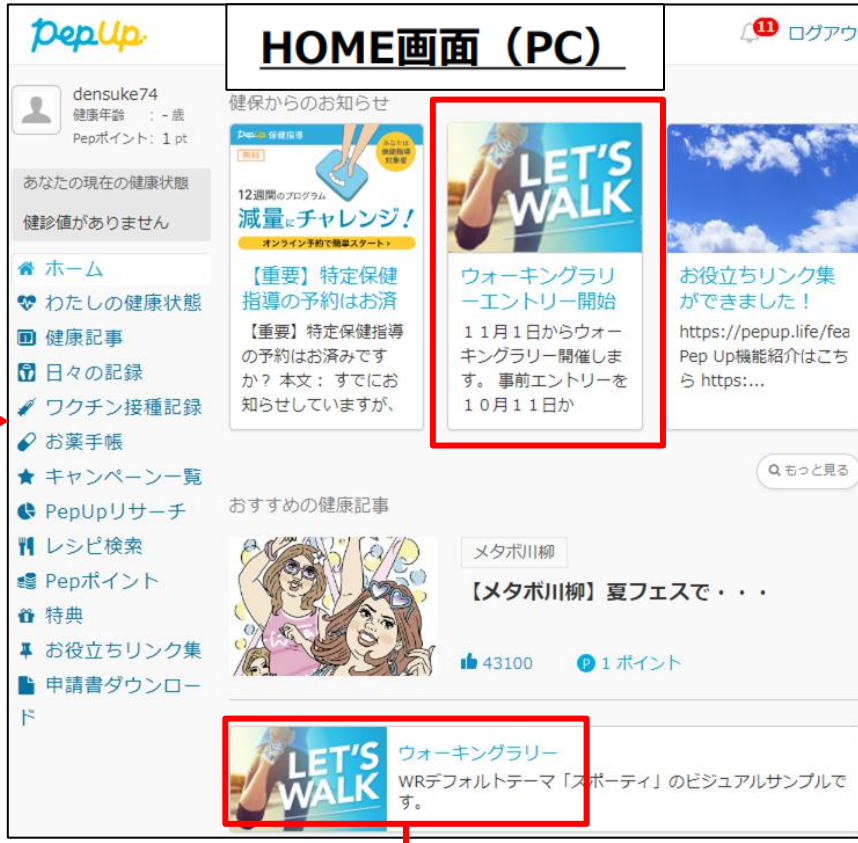 PepUp
HOME画面（PC）
11
ログアウ
densuke74
健康年齢 : - 歳
Pepポイント: 1 pt
あなたの現在の健康状態
健診値がありません
ホーム
わたしの健康状態
健康記事
日々の記録
ワクチン接種記録
お薬手帳
キャンペーン一覧
PepUpリサーチ
レシピ検索
Pepポイント
特典
お役立ちリンク集
申請書ダウンロー
ド
健保からのお知らせ
PepUp 保健指導
無料
あなたは
保健指導
対象者
12週間のプログラム
減量にチャレンジ！
オンライン予約で簡単スタート
【重要】特定保健
指導の予約はお済
【重要】特定保健指導
の予約はお済みです
か？ 本文： すでにお
知らせしていますが、
LET'S
WALK
ウォーキングラリ
ーエントリー開始
１１月１日からウォー
キングラリー開催しま
す。 事前エントリーを
１０月１１日か
お役立ちリンク集
ができました！
https://pepup.life/fea
Pep Up機能紹介はこち
ら https:...
もっと見る
おすすめの健康記事
メタボ川柳
【メタボ川柳】夏フェスで・・・
43100
P 1 ポイント
LET'S
WALK
ウォーキングラリー
WRデフォルトテーマ「スポーティ」のビジュアルサンプルで
す。